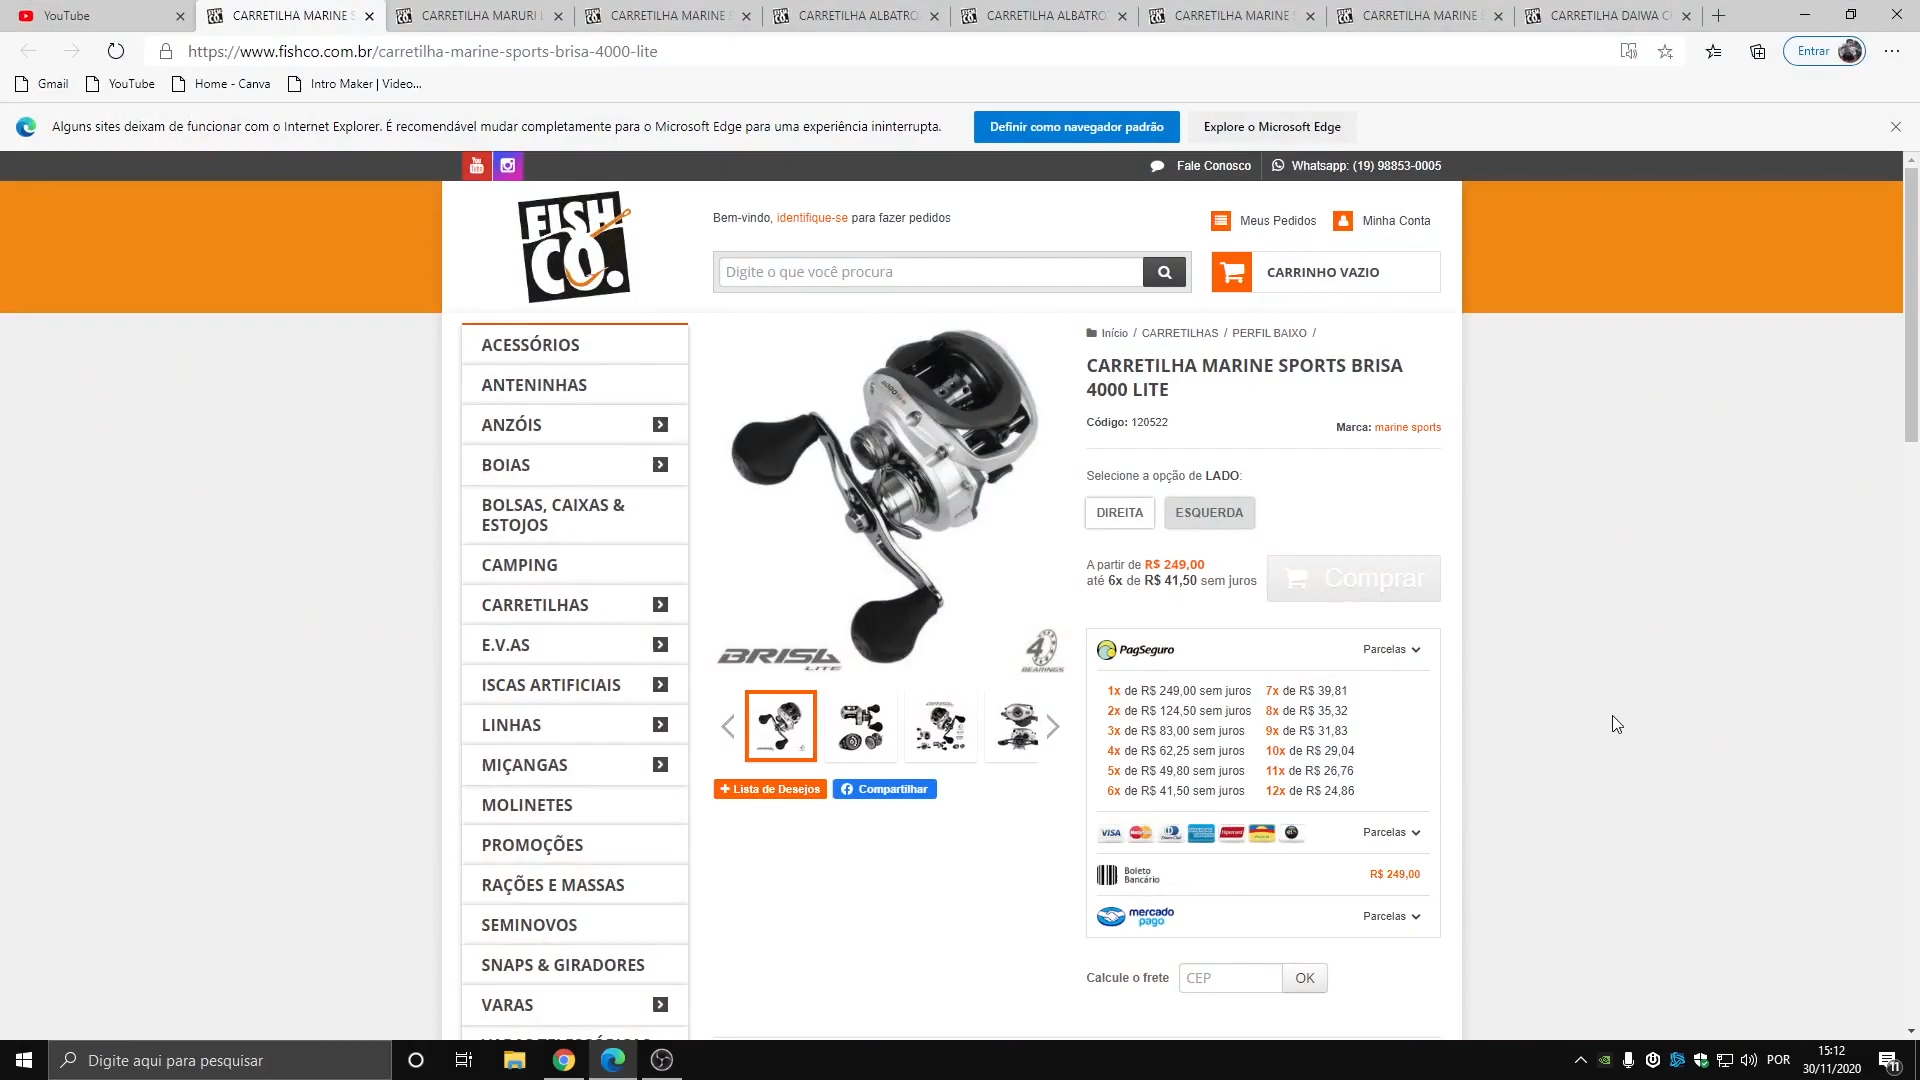 YouTube
CARRETILHA MARINE S
CARRETILHA MARURI
CARRETILHA MARINE S
CARRETILHA ALBATRO
CARRETILHA ALBATRO
CARRETILHA MARINE S
CARRETILHA MARINE S
CARRETILHA DAIWA C
https://www.fishco.com.br/carretilha-marine-sports-brisa-4000-lite
Entrar
Gmail
YouTube
Home - Canva
Intro Maker | Video...
Alguns sites deixam de funcionar com o Internet Explorer. É recomendável mudar completamente para o Microsoft Edge para uma experiência ininterrupta.
Definir como navegador padrão
Explore o Microsoft Edge
You
Fale Conosco
Whatsapp: (19) 98853-0005
FISH
CO.
Bem-vindo, identifique-se para fazer pedidos
Meus Pedidos
Minha Conta
Digite o que você procura
CARRINHO VAZIO
ACESSÓRIOS
ANTENINHAS
ANZÓIS
BOIAS
BOLSAS, CAIXAS &
ESTOJOS
CAMPING
CARRETILHAS
E.V.AS
ISCAS ARTIFICIAIS
LINHAS
MIÇANGAS
MOLINETES
PROMOÇÕES
RAÇÕES E MASSAS
SEMINOVOS
SNAPS & GIRADORES
VARAS
BRISA
LITE
4
BEARINGS
Lista de Desejos
Compartilhar
Início / CARRETILHAS / PERFIL BAIXO /
CARRETILHA MARINE SPORTS BRISA
4000 LITE
Código: 120522
Marca: marine sports
Selecione a opção de LADO:
DIREITA
ESQUERDA
A partir de R$ 249,00
até 6x de R$ 41,50 sem juros
Comprar
PagSeguro
Parcelas
1x de R$ 249,00 sem juros
7x de R$ 39,81
2x de R$ 124,50 sem juros
8x de R$ 35,32
3x de R$ 83,00 sem juros
9x de R$ 31,83
4x de R$ 62,25 sem juros
10x de R$ 29,04
5x de R$ 49,80 sem juros
11x de R$ 26,76
6x de R$ 41,50 sem juros
12x de R$ 24,86
VISA
Parcelas
Boleto
Bancário
R$ 249,00
mercado
pago
Parcelas
Calcule o frete
CEP
OK
Digite aqui para pesquisar
POR
15:12
30/11/2020
11